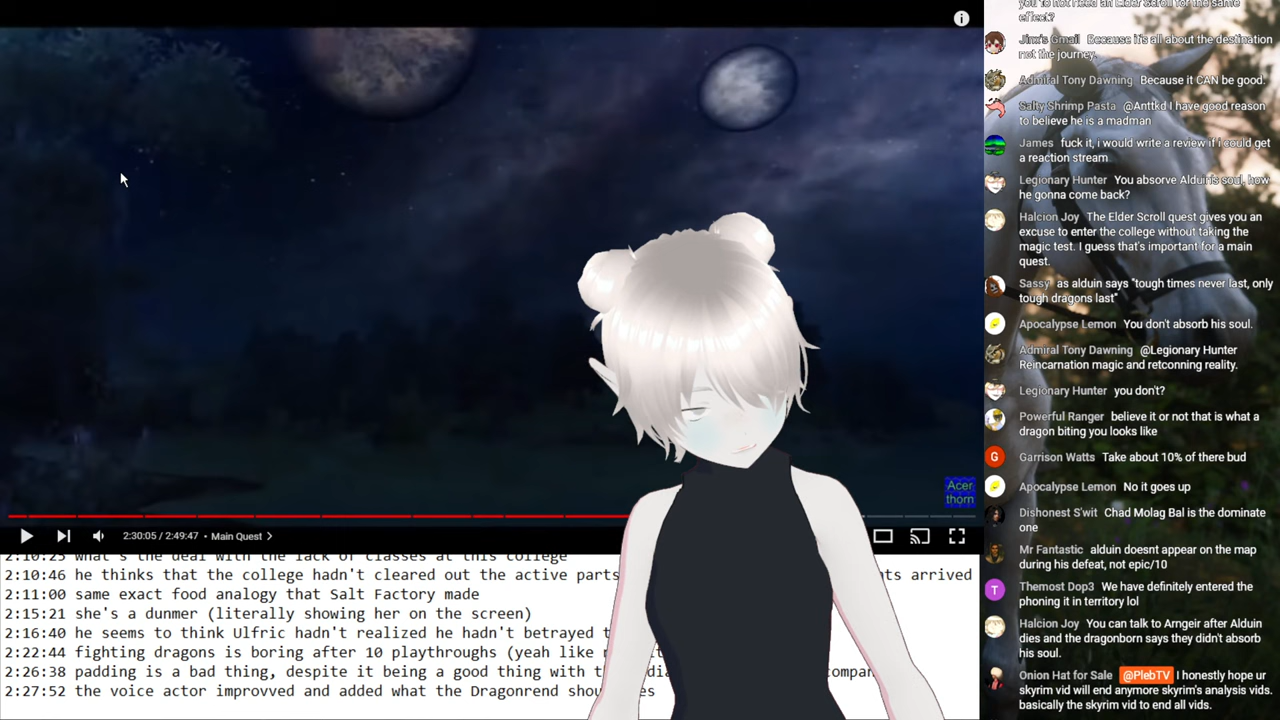 Acer
thorn
2:30:05 / 2:49:47 • Main Quest
2:10:25 what's the deal with the lack of classes at this college
2:10:46 he thinks that the college hadn't cleared out the active parts
nts arrived
2:11:00 same exact food analogy that Salt Factory made
2:15:21 she's a dunmer (literally showing her on the screen)
2:16:40 he seems to think Ulfric hadn't realized he hadn't betrayed t
2:22:44 fighting dragons is boring after 10 playthroughs (yeah like
2:26:38 padding is a bad thing, despite it being a good thing with t
2:27:52 the voice actor improvved and added what the Dragonrend shou
es
you to not need an Elder Scroll for the same
effect?
Jinx's Gmail Because it's all about the destination
not the journey.
Admiral Tony Dawning Because it CAN be good.
Salty Shrimp Pasta @Anttkd I have good reason
to believe he is a madman
James fuck it, i would write a review if i could get
a reaction stream
Legionary Hunter You absorve Alduin's soul, how
he gonna come back?
Halcion Joy The Elder Scroll quest gives you an
excuse to enter the college without taking the
magic test. I guess that's important for a main
quest.
Sassy as alduin says "tough times never last, only
tough dragons last"
Apocalypse Lemon You don't absorb his soul.
Admiral Tony Dawning @Legionary Hunter
Reincarnation magic and retconning reality.
Legionary Hunter you don't?
Powerful Ranger believe it or not that is what a
dragon biting you looks like
G Garrison Watts Take about 10% of there bud
Apocalypse Lemon No it goes up
Dishonest S'wit Chad Molag Bal is the dominate
one
Mr Fantastic alduin doesnt appear on the map
during his defeat, not epic/10
T Themost Dop3 We have definitely entered the
phoning it in territory lol
Halcion Joy You can talk to Arngeir after Alduin
dies and the dragonborn says they didn't absorb
his soul.
Onion Hat for Sale @PlebTV I honestly hope ur
skyrim vid will end anymore skyrim's analysis vids.
basically the skyrim vid to end all vids.